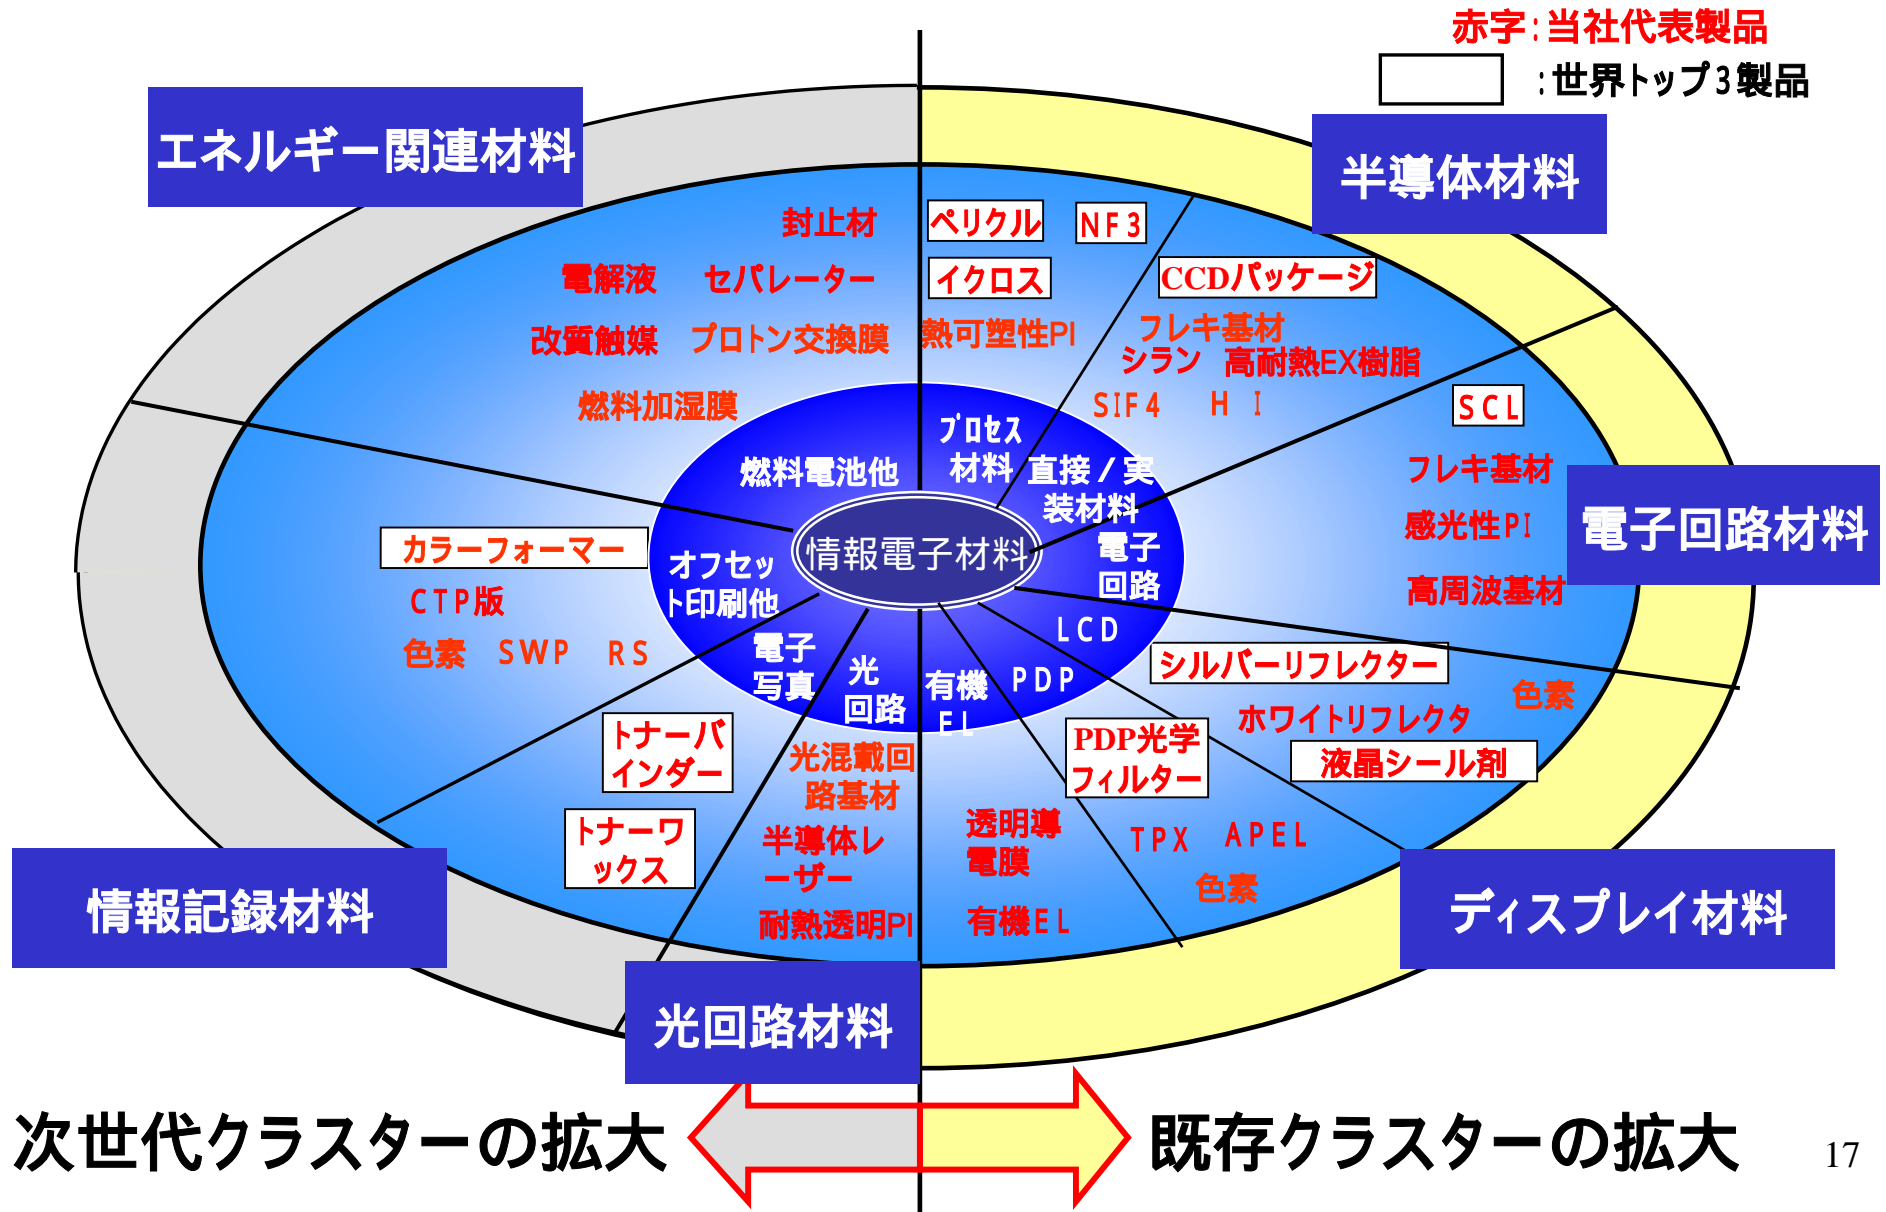 赤字:当社代表製品
:世界トップ3製品
エネルギー関連材料
半導体材料
封止材
ペリクル
NF3
電解液
セパレーター
イクロス
CCDパッケージ
改質触媒
プロトン交換膜
熱可塑性PI
フレキ基材
シラン
高耐熱EX樹脂
燃料加湿膜
SIF4
H I
SCL
プロセス
材料
燃料電池他
直接/実
装材料
フレキ基材
感光性PI
高周波基材
電子回路材料
情報電子材料
電子
回路
カラーフォーマー
CTP版
色素
SWP
RS
オフセッ
ト印刷他
電子
写真
光
回路
有機
EL
PDP
LCD
シルバーリフレクター
色素
ホワイトリフレクタ
液晶シール剤
PDP光学
フィルター
トナーバ
インダー
トナーワ
ックス
光混載回
路基材
半導体レ
ーザー
耐熱透明PI
透明導
電膜
有機EL
TPX
APEL
色素
情報記録材料
ディスプレイ材料
光回路材料
次世代クラスターの拡大
既存クラスターの拡大
17